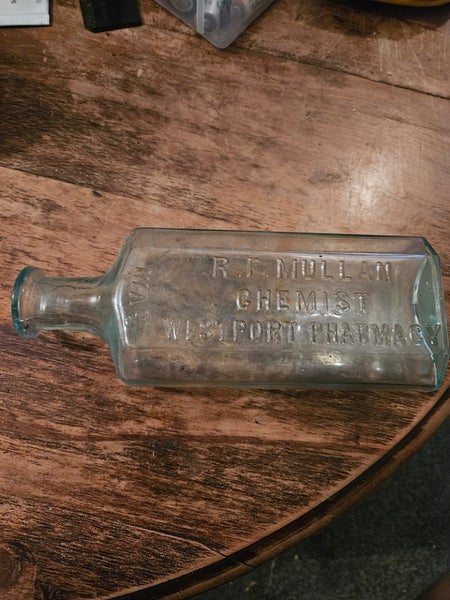 R. F. MULLAN
CHEMIST
WESTPORT PHARMACY